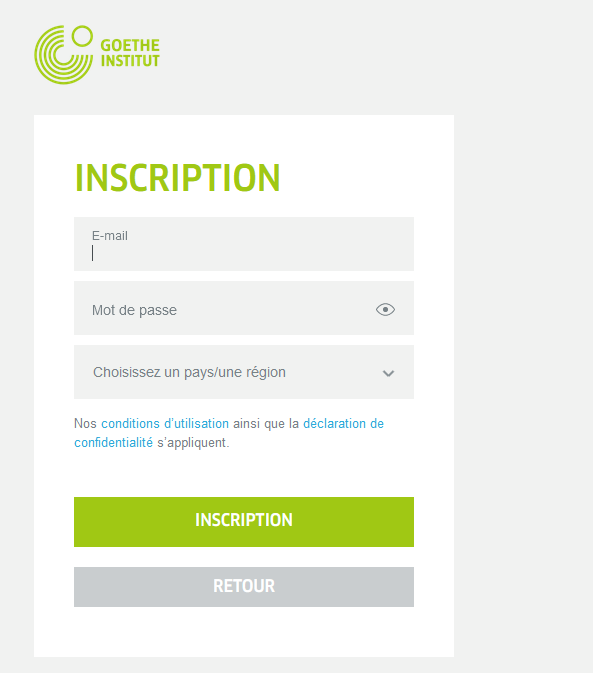 GOETHE
INSTITUT
INSCRIPTION
E-mail
Mot de passe
Choisissez un pays/une région
Nos conditions d'utilisation ainsi que la déclaration de
confidentialité s'appliquent.
INSCRIPTION
RETOUR